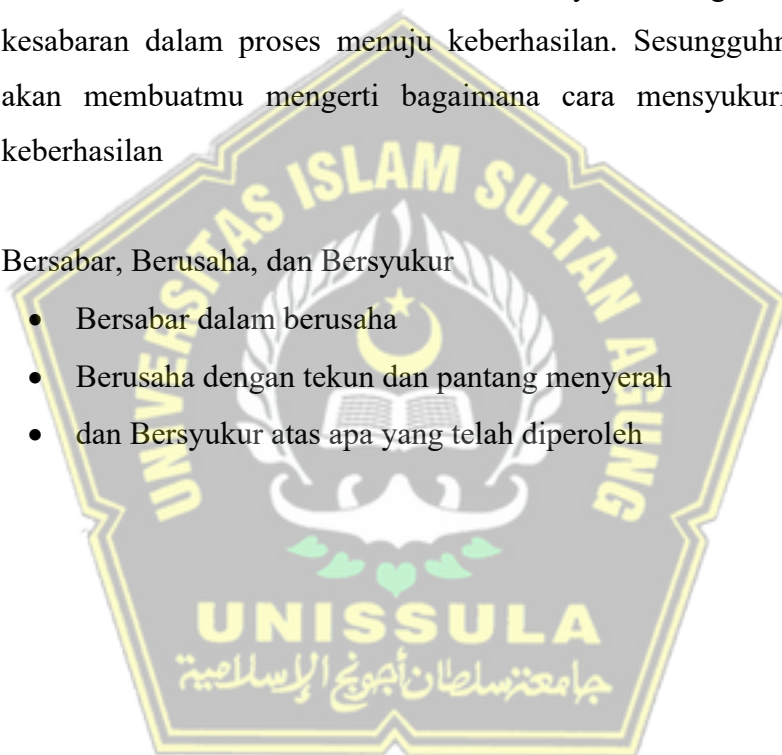 kesabaran dalam proses menuju keberhasilan.
akan membuatmu mengerti bagaimana cara mensyukuri
keberhasilan
Bersabar, Berusaha, dan Bersyukur
• Bersabar dalam berusaha
• Berusaha dengan tekun dan pantang menyerah
• dan Bersyukur atas apa yang telah diperoleh
UNIVERSITAS ISLAM SULTAN AGUNG
UNISSULA
جامعة سلطان أجونج الإسلامية